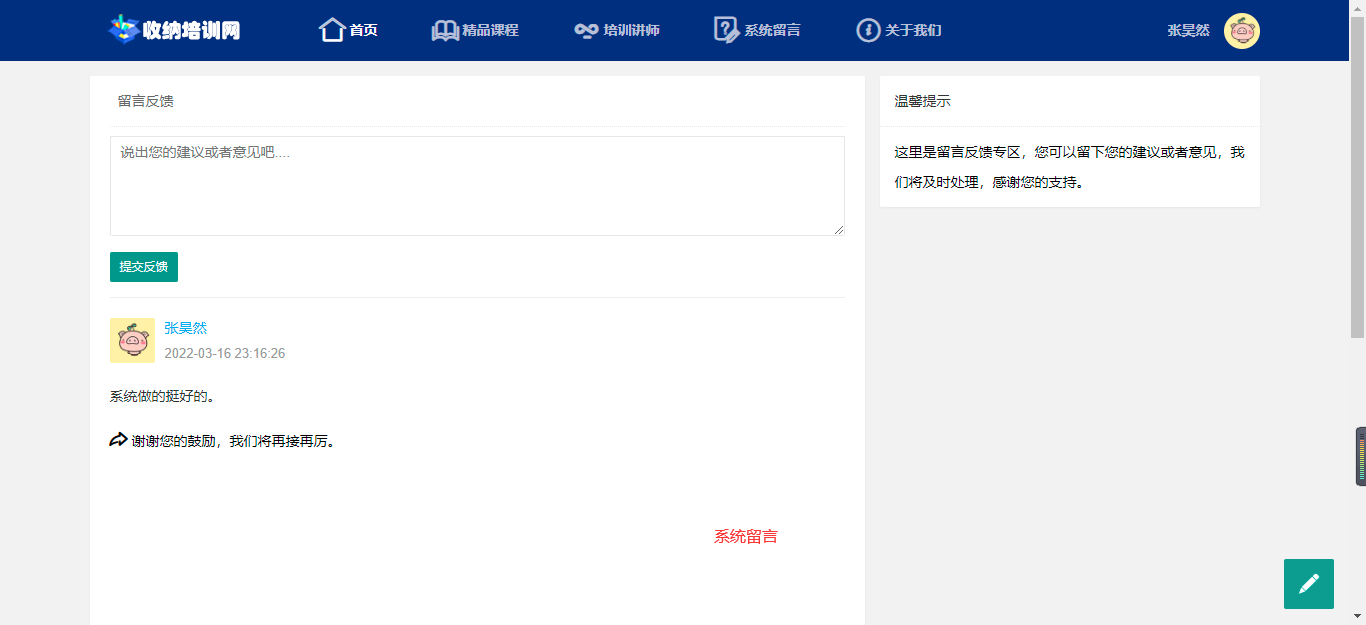 收纳培训网 首页 精品课程 培训讲师 系统留言 关于我们 张昊然
留言反馈
说出您的建议或者意见吧....
提交反馈
张昊然
2022-03-16 23:16:26
系统做的挺好的。
谢谢您的鼓励，我们将再接再厉。
系统留言
温馨提示
这里是留言反馈专区，您可以留下您的建议或者意见，我
们将及时处理，感谢您的支持。